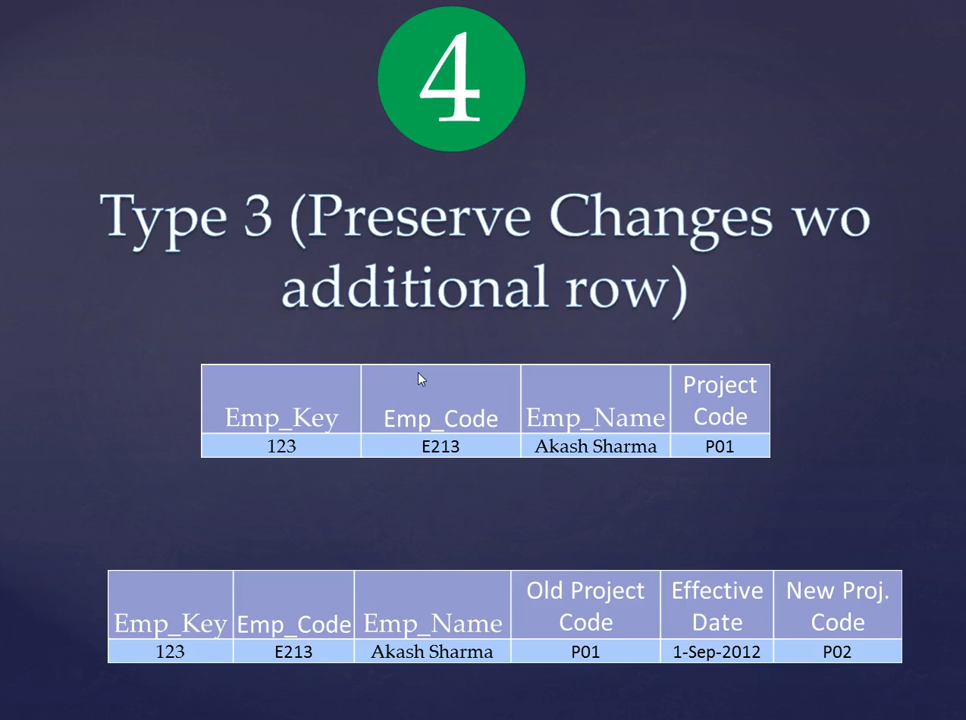 4
Type 3 (Preserve Changes wo
additional row)
Emp_Key Emp_Code Emp_Name Project Code
123 E213 Akash Sharma P01
Emp_Key Emp_Code Emp_Name Old Project Code Effective Date New Proj. Code
123 E213 Akash Sharma P01 1-Sep-2012 P02